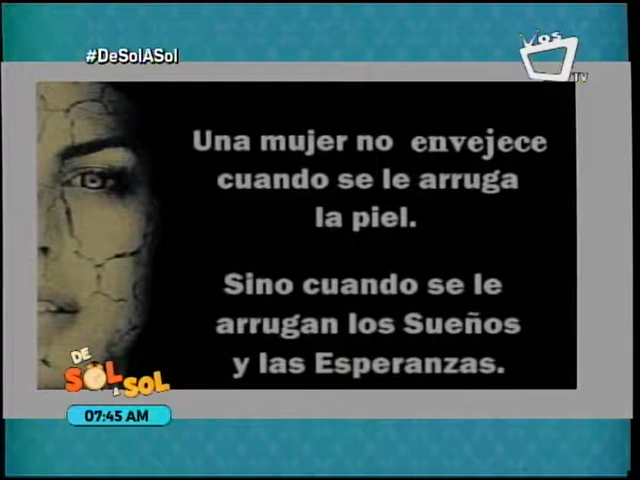 #DeSolASol
VOS
TV
Una mujer no envejece
cuando se le arruga
la piel.
Sino cuando se le
arrugan los Sueños
y las Esperanzas.
DE
SOL
A SOL
07:45 AM